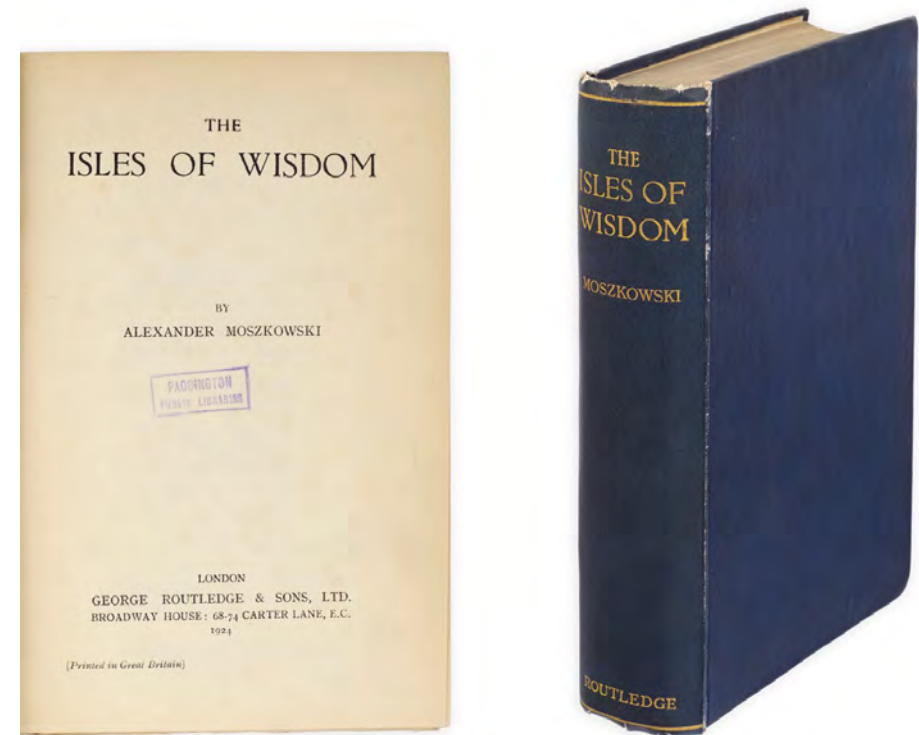 THE
ISLES OF WISDOM
BY
ALEXANDER MOSZKOWSKI
PADDINGTON
PUBLIC LIBRARIES
LONDON
GEORGE ROUTLEDGE & SONS, LTD.
BROADWAY HOUSE: 68-74 CARTER LANE, E.C.
1924
(Printed in Great Britain)
THE
ISLES OF
WISDOM
MOSZKOWSKI
ROUTLEDGE